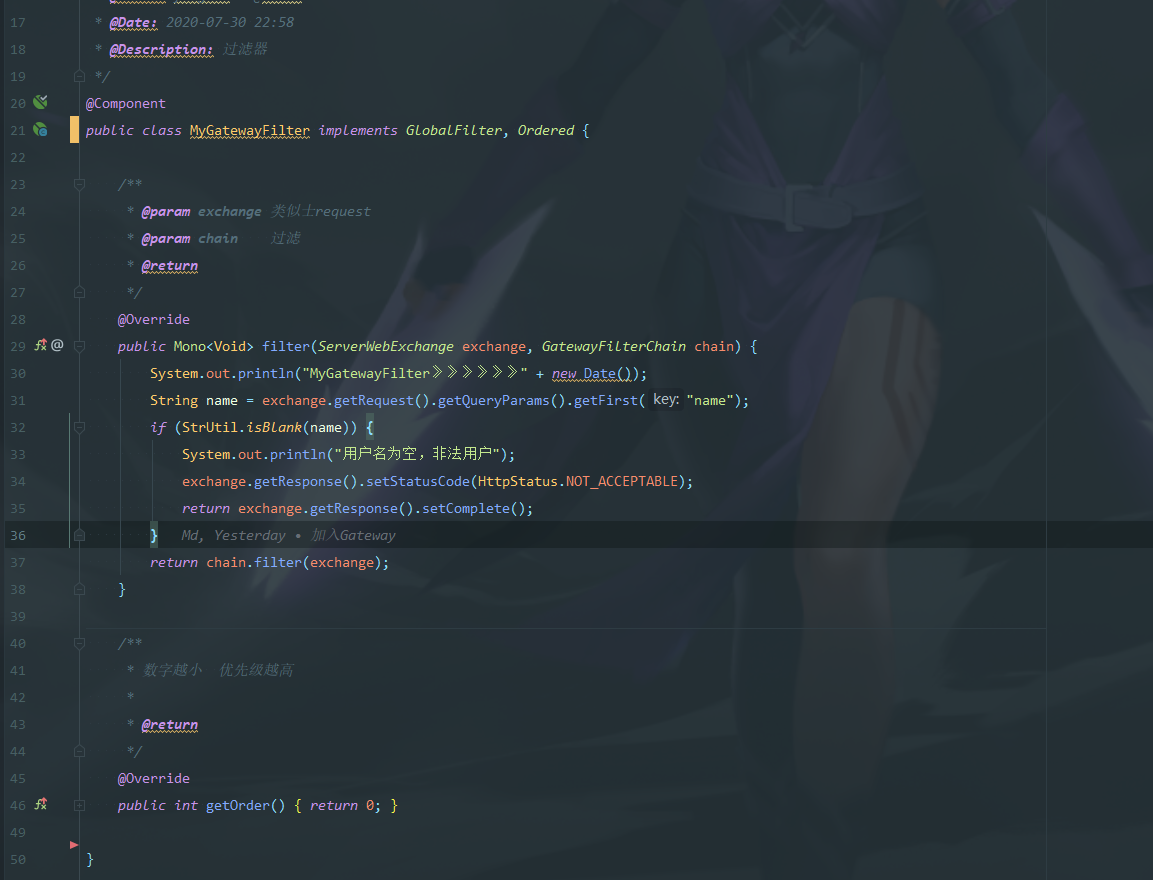 17 * @Date: 2020-07-30 22:58
18 * @Description: 过滤器
19 */
20 @Component
21 public class MyGatewayFilter implements GlobalFilter, Ordered {
22
23 /**
24 * @param exchange 类似士request
25 * @param chain 过滤
26 * @return
27 */
28 @Override
29 @ public Mono<Void> filter(ServerWebExchange exchange, GatewayFilterChain chain) {
30 System.out.println("MyGatewayFilter》》》》》》" + new Date());
31 String name = exchange.getRequest().getQueryParams().getFirst( key: "name");
32 if (StrUtil.isBlank(name)) {
33 System.out.println("用户名为空，非法用户");
34 exchange.getResponse().setStatusCode(HttpStatus.NOT_ACCEPTABLE);
35 return exchange.getResponse().setComplete();
36 } Md, Yesterday • 加入Gateway
37 return chain.filter(exchange);
38 }
39
40 /**
41 * 数字越小 优先级越高
42 *
43 * @return
44 */
45 @Override
46 public int getOrder() { return 0; }
49
50 }